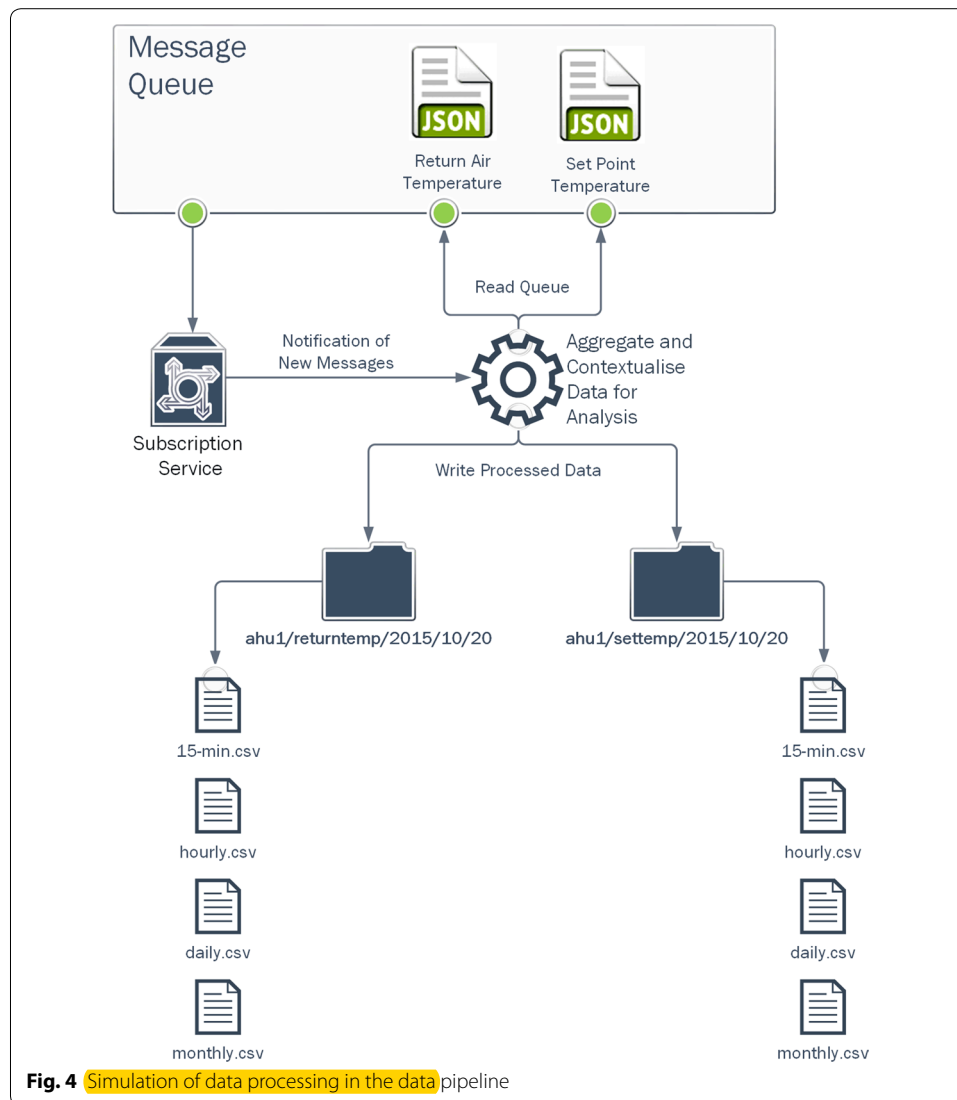 Message
Queue
JSON
JSON
Return Air
Temperature
Set Point
Temperature
Read Queue
Notification of
New Messages
Aggregate and
Contextualise
Data for
Analysis
Subscription
Service
Write Processed Data
ahu1/returntemp/2015/10/20
ahu1/settemp/2015/10/20
15-min.csv
15-min.csv
hourly.csv
hourly.csv
daily.csv
daily.csv
monthly.csv
monthly.csv
Fig. 4 Simulation of data processing in the data pipeline